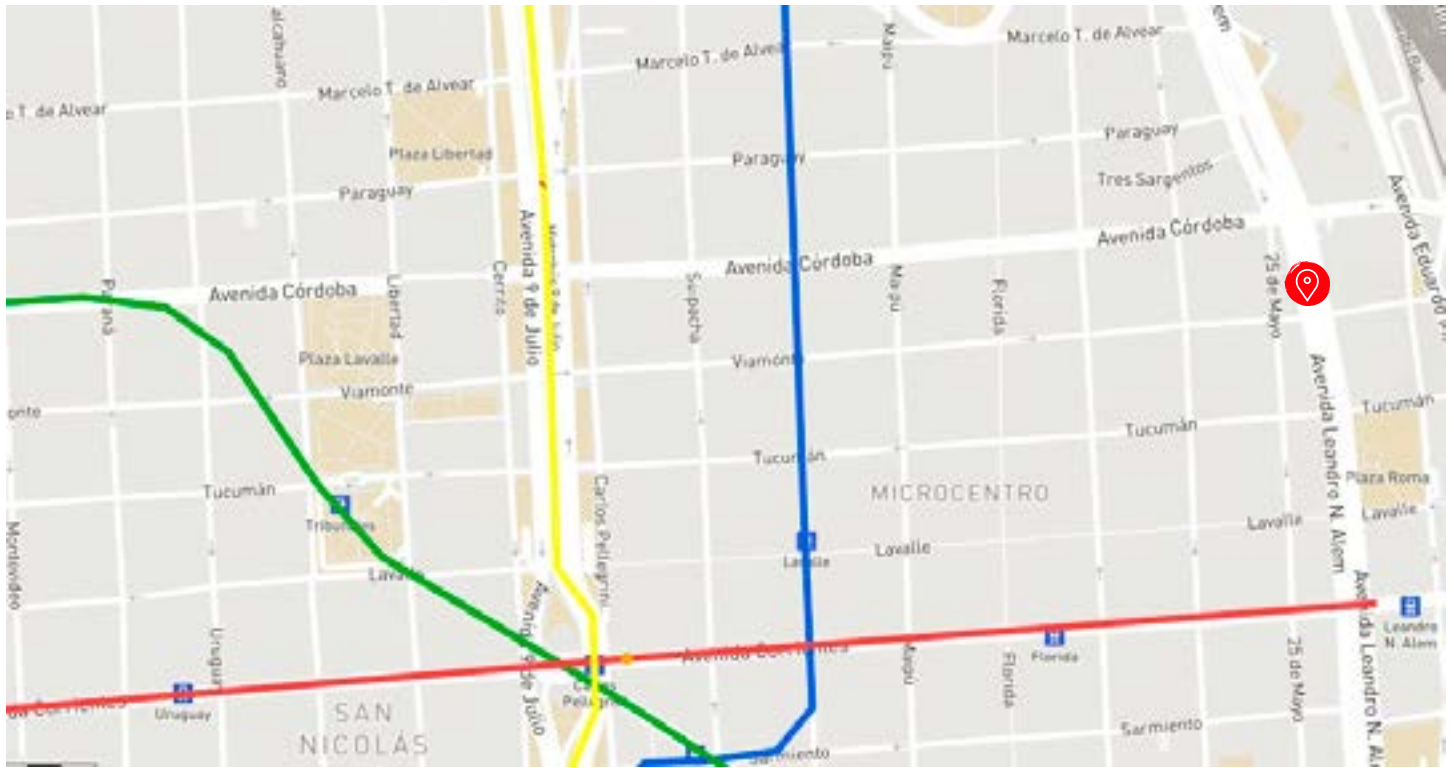 Marcelo T. de Alvear
Marcelo T. de Alvear
Marcelo T. de Alvear
T. de Alvear
Maipú
Plaza Libertad
Paraguay
Paraguay
Paraguay
Tres Sargentos
Avenida Córdoba
Avenida Córdoba
Avenida Córdoba
Paraná
Libertad
Cerrito
Avenida 9 de Julio
Suipacha
Maipú
Florida
25 de Mayo
Avenida Eduardo
Plaza Lavalle
Viamonte
Viamonte
Tucumán
Tucumán
Tucumán
Tucumán
Avenida Leandro N. Alem
Carlos Pellegrini
MICROCENTRO
Plaza Roma
Tribunales
Montevideo
Lavalle
Lavalle
Lavalle
Lavalle
Lavalle
Uruguay
Avenida 9 de Julio
Avenida Corrientes
Maipú
Florida
Florida
25 de Mayo
Avenida Leandro N.
Leandro
N. Alem
Uruguay
Corrientes
SAN
NICOLÁS
Sarmiento
Sarmiento